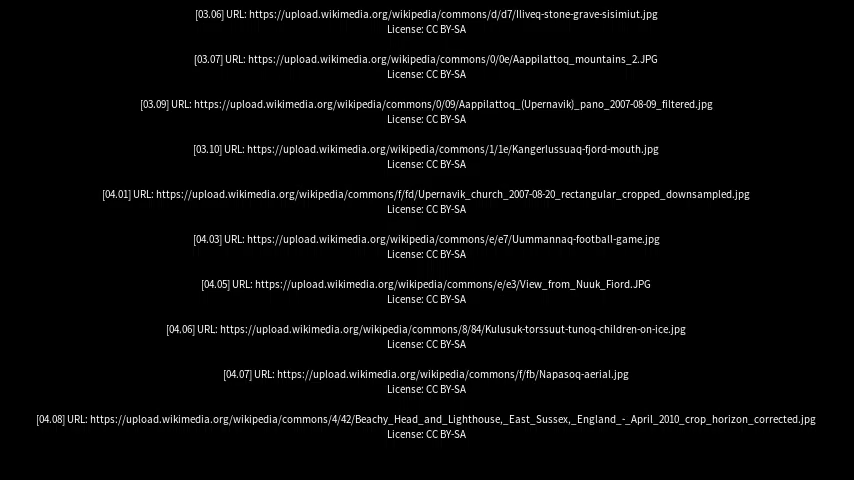 [03.06] URL: https://upload.wikimedia.org/wikipedia/commons/d/d7/Iliveq-stone-grave-sisimiut.jpg
License: CC BY-SA
[03.07] URL: https://upload.wikimedia.org/wikipedia/commons/0/0e/Aappilattoq_mountains_2.JPG
License: CC BY-SA
[03.09] URL: https://upload.wikimedia.org/wikipedia/commons/0/09/Aappilattoq_(Upernavik)_pano_2007-08-09_filtered.jpg
License: CC BY-SA
[03.10] URL: https://upload.wikimedia.org/wikipedia/commons/1/1e/Kangerlussuaq-fjord-mouth.jpg
License: CC BY-SA
[04.01] URL: https://upload.wikimedia.org/wikipedia/commons/f/fd/Upernavik_church_2007-08-20_rectangular_cropped_downsampled.jpg
License: CC BY-SA
[04.03] URL: https://upload.wikimedia.org/wikipedia/commons/e/e7/Uummannaq-football-game.jpg
License: CC BY-SA
[04.05] URL: https://upload.wikimedia.org/wikipedia/commons/e/e3/View_from_Nuuk_Fiord.JPG
License: CC BY-SA
[04.06] URL: https://upload.wikimedia.org/wikipedia/commons/8/84/Kulusuk-torssuut-tunoq-children-on-ice.jpg
License: CC BY-SA
[04.07] URL: https://upload.wikimedia.org/wikipedia/commons/f/fb/Napasoq-aerial.jpg
License: CC BY-SA
[04.08] URL: https://upload.wikimedia.org/wikipedia/commons/4/42/Beachy_Head_and_Lighthouse,_East_Sussex,_England_-_April_2010_crop_horizon_corrected.jpg
License: CC BY-SA